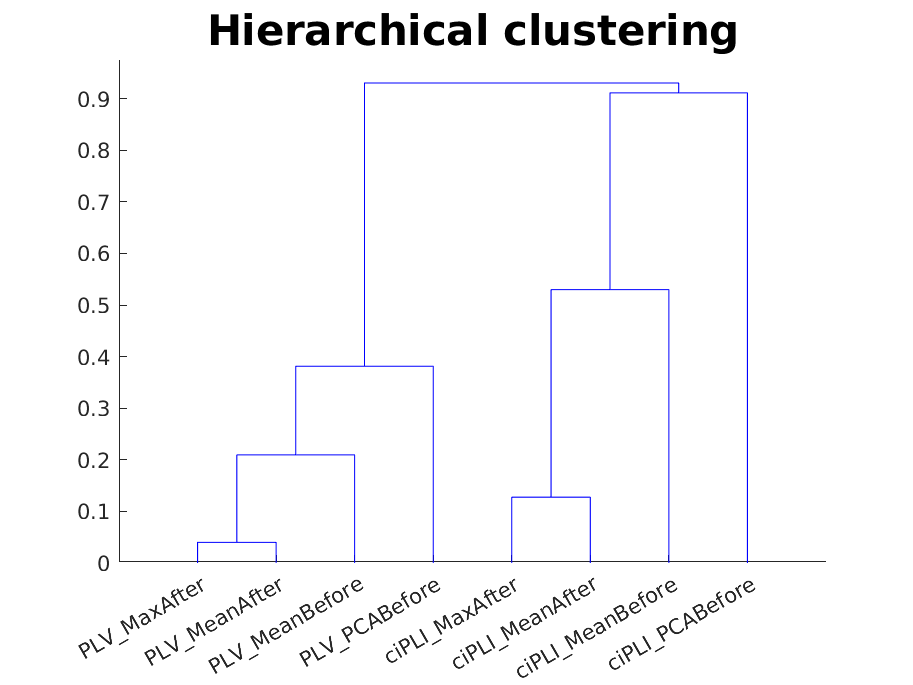 Hierarchical clustering
0.9
0.8
0.7
0.6
0.5
0.4
0.3
0.2
0.1
0
PLV_MaxAfter
PLV_MeanAfter
PLV_MeanBefore
PLV_PCABefore
ciPLI_MaxAfter
ciPLI_MeanAfter
ciPLI_MeanBefore
ciPLI_PCABefore